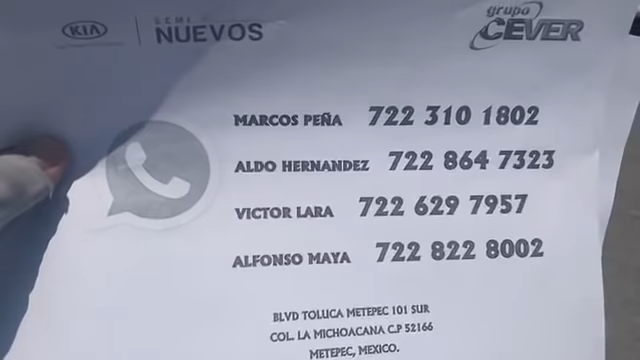 KIA SEMI grupo
NUEVOS CEVER
MARCOS PEÑA 722 310 1802
ALDO HERNANDEZ 722 864 7323
VICTOR LARA 722 629 7957
ALFONSO MAYA 722 822 8002
BLVD TOLUCA METEPEC 101 SUR
COL. LA MICHOACANA C.P 52166
METEPEC, MEXICO.